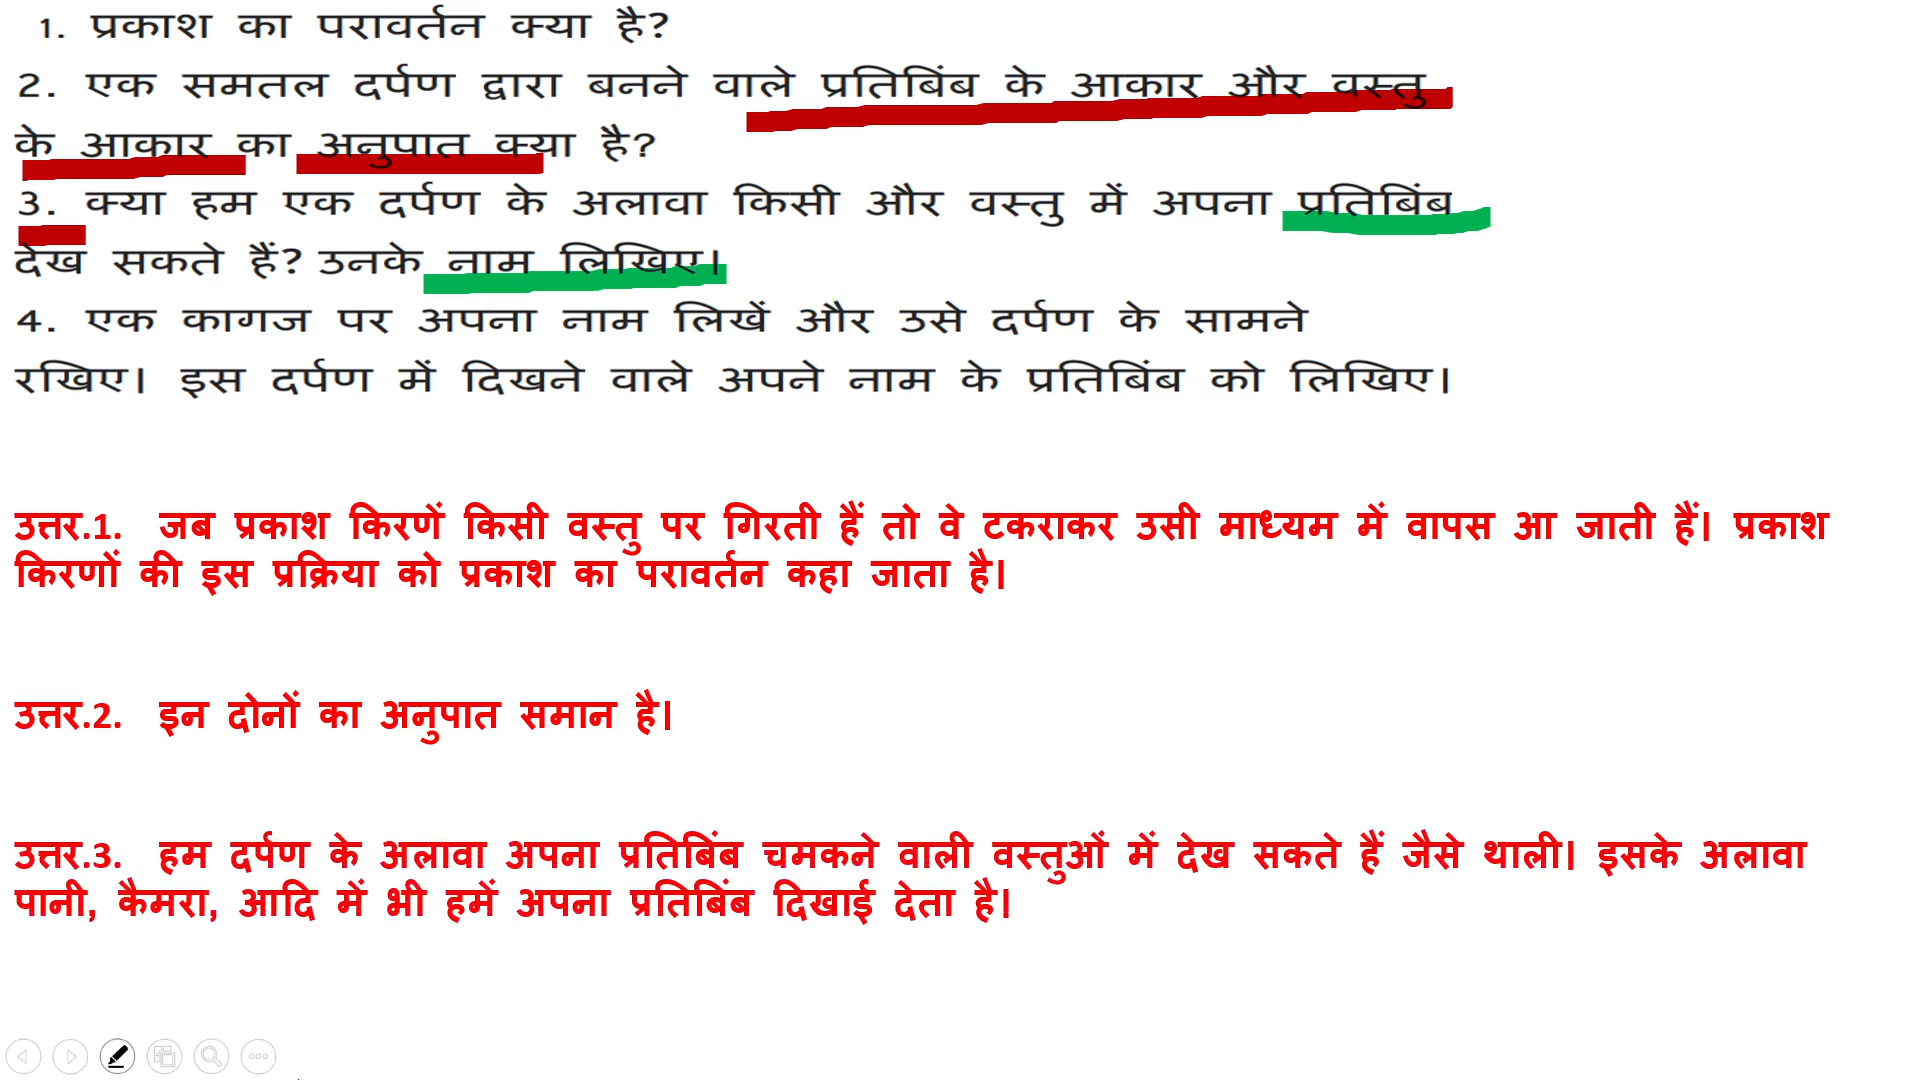 1. प्रकाश का परावर्तन क्या है?
2. एक समतल दर्पण द्वारा बनने वाले प्रतिबिंब के आकार और वस्तु
के आकार का अनुपात क्या है?
3. क्या हम एक दर्पण के अलावा किसी और वस्तु में अपना प्रतिबिंब
देख सकते हैं? उनके नाम लिखिए।
4. एक कागज पर अपना नाम लिखें और उसे दर्पण के सामने
रखिए। इस दर्पण में दिखने वाले अपने नाम के प्रतिबिंब को लिखिए।
उत्तर.1. जब प्रकाश किरणें किसी वस्तु पर गिरती हैं तो वे टकराकर उसी माध्यम में वापस आ जाती हैं। प्रकाश
किरणों की इस प्रक्रिया को प्रकाश का परावर्तन कहा जाता है।
उत्तर.2. इन दोनों का अनुपात समान है।
उत्तर.3. हम दर्पण के अलावा अपना प्रतिबिंब चमकने वाली वस्तुओं में देख सकते हैं जैसे थाली। इसके अलावा
पानी, कैमरा, आदि में भी हमें अपना प्रतिबिंब दिखाई देता है।